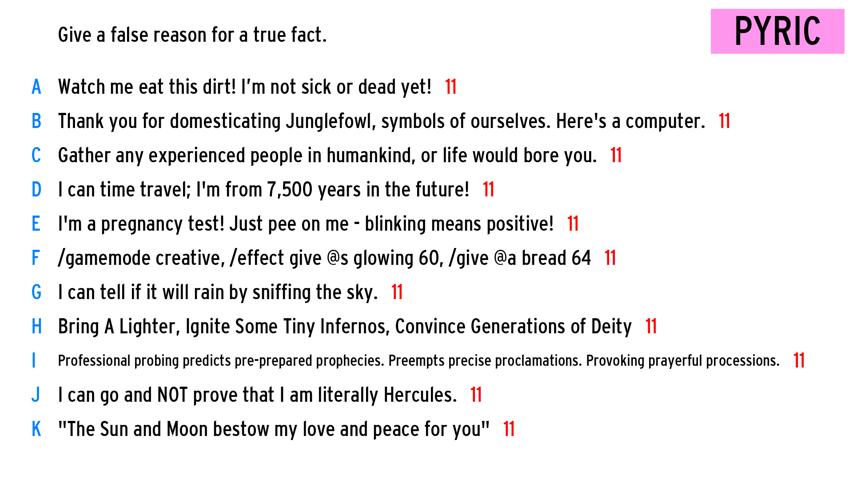 Give a false reason for a true fact.
PYRIC
A Watch me eat this dirt! I'm not sick or dead yet! 11
B Thank you for domesticating Junglefowl, symbols of ourselves. Here's a computer. 11
C Gather any experienced people in humankind, or life would bore you. 11
D I can time travel; I'm from 7,500 years in the future! 11
E I'm a pregnancy test! Just pee on me - blinking means positive! 11
F /gamemode creative, /effect give @s glowing 60, /give @a bread 64 11
G I can tell if it will rain by sniffing the sky. 11
H Bring A Lighter, Ignite Some Tiny Infernos, Convince Generations of Deity 11
I Professional probing predicts pre-prepared prophecies. Preempts precise proclamations. Provoking prayerful processions. 11
J I can go and NOT prove that I am literally Hercules. 11
K "The Sun and Moon bestow my love and peace for you" 11